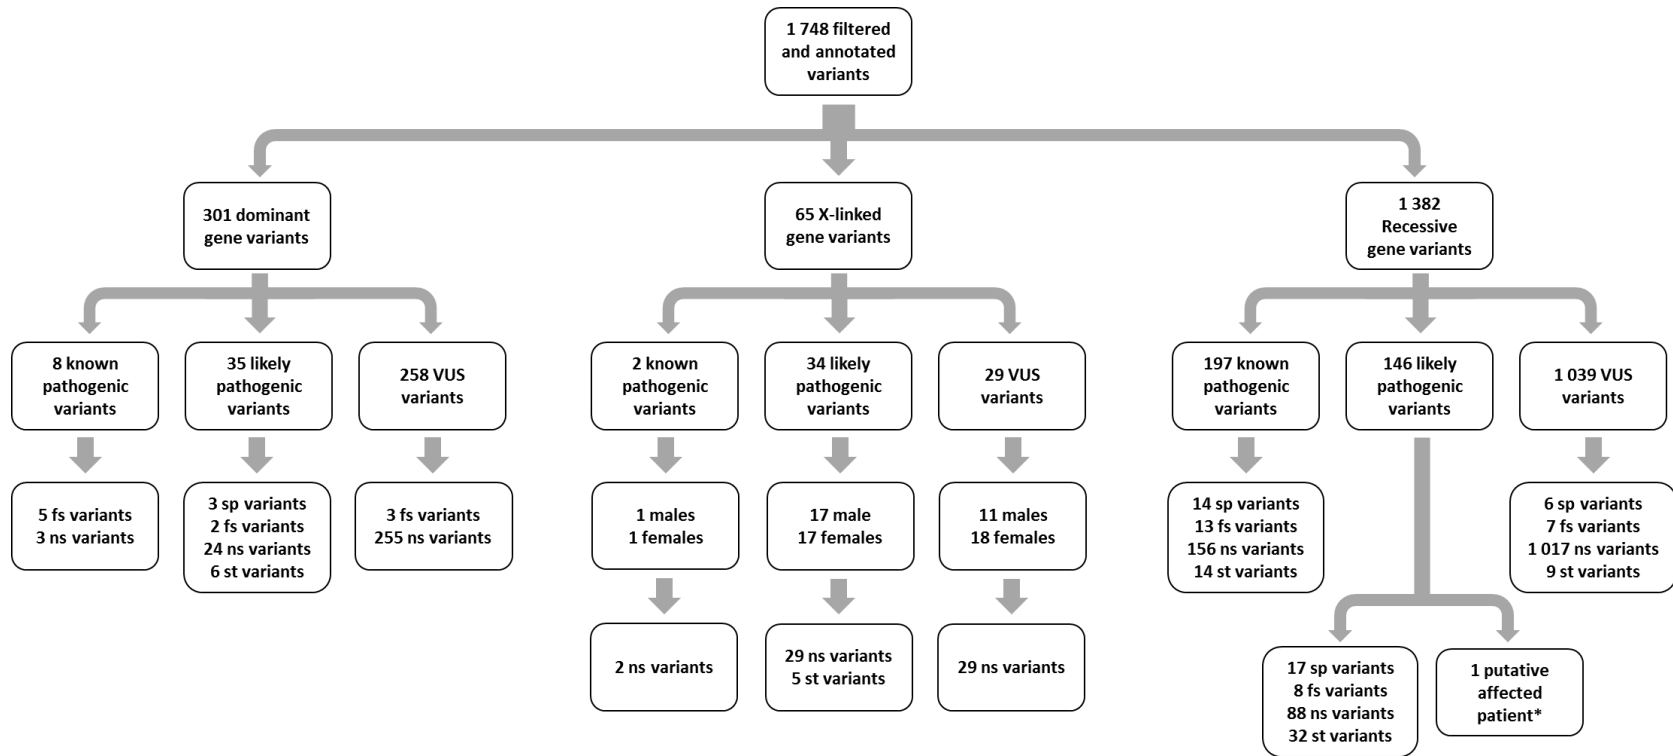 1 748 filtered
and annotated
variants
301 dominant
gene variants
65 X-linked
gene variants
1 382
Recessive
gene variants
8 known
pathogenic
variants
35 likely
pathogenic
variants
258 VUS
variants
2 known
pathogenic
variants
34 likely
pathogenic
variants
29 VUS
variants
197 known
pathogenic
variants
146 likely
pathogenic
variants
1 039 VUS
variants
5 fs variants
3 ns variants
3 sp variants
2 fs variants
24 ns variants
6 st variants
3 fs variants
255 ns variants
1 males
1 females
17 male
17 females
11 males
18 females
14 sp variants
13 fs variants
156 ns variants
14 st variants
6 sp variants
7 fs variants
1 017 ns variants
9 st variants
2 ns variants
29 ns variants
5 st variants
29 ns variants
17 sp variants
8 fs variants
88 ns variants
32 st variants
1 putative
affected
patient*